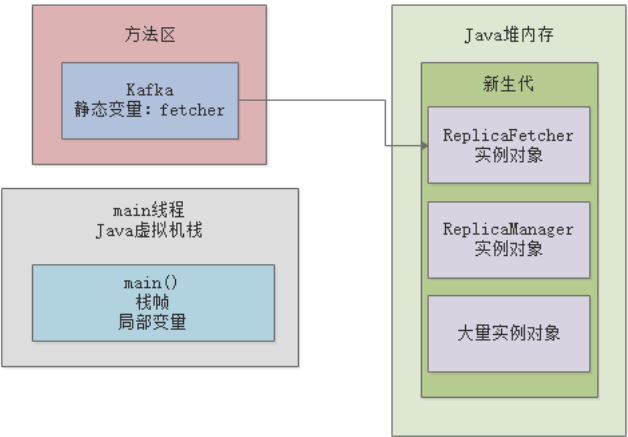 方法区
Kafka
静态变量：fetcher
main线程
Java虚拟机栈
main()
栈帧
局部变量
Java堆内存
新生代
ReplicaFetcher
实例对象
ReplicaManager
实例对象
大量实例对象